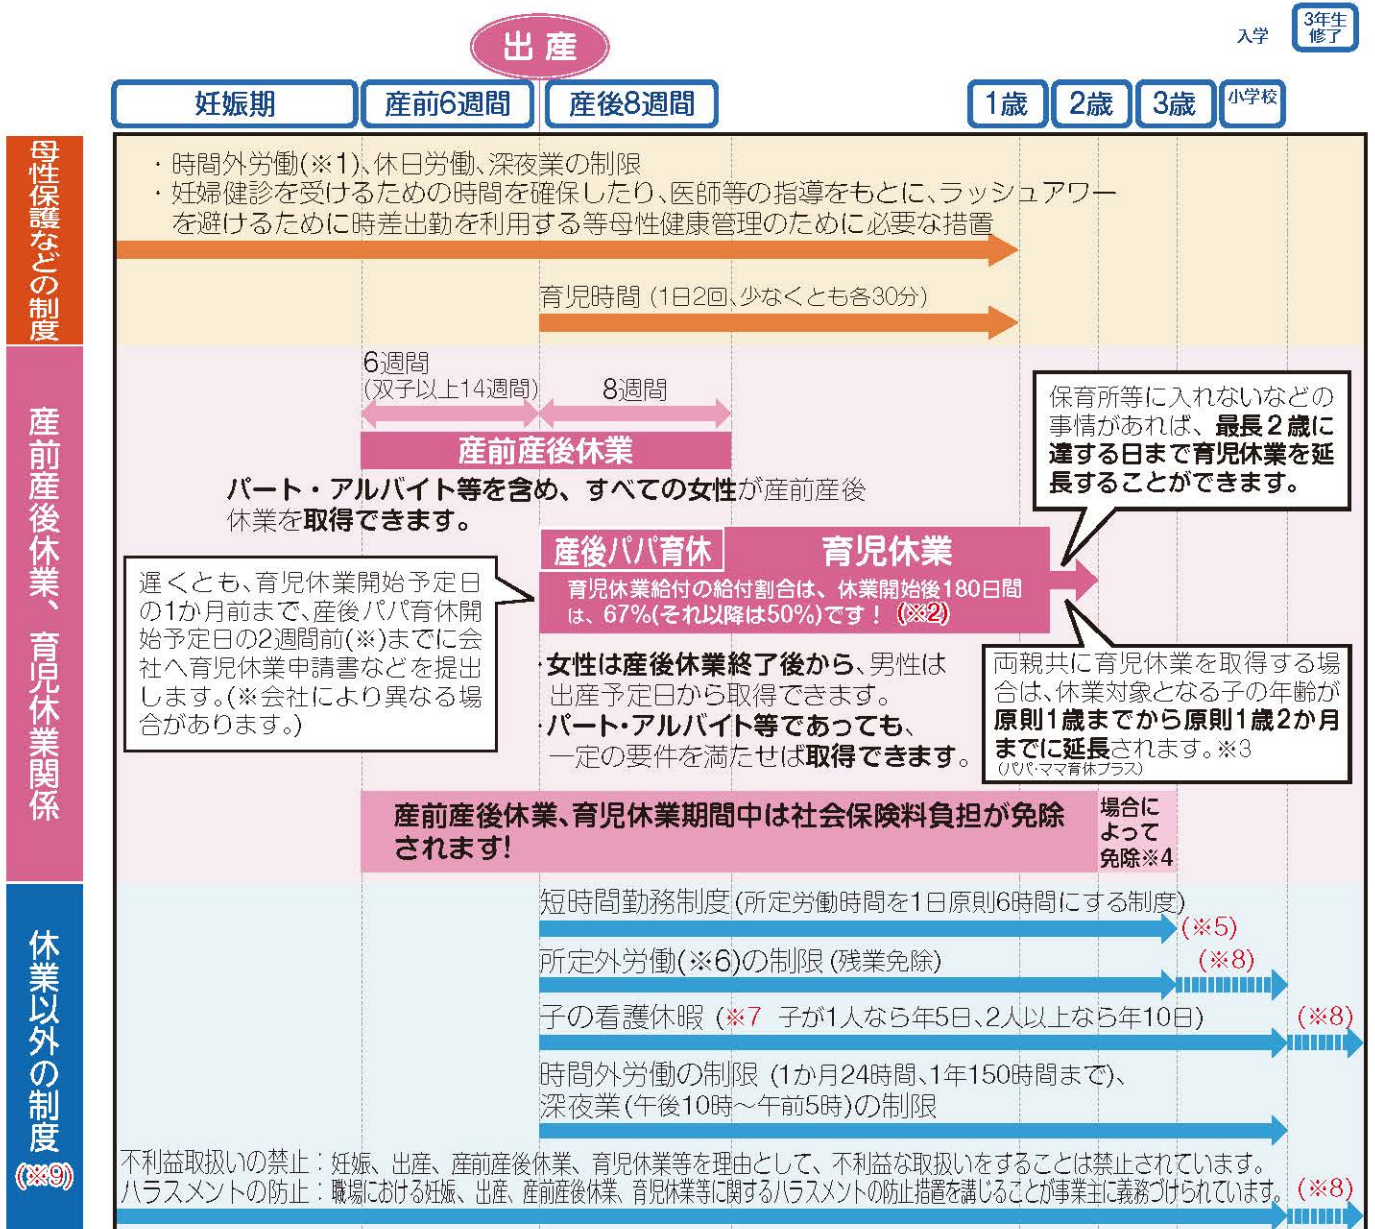 出産
入学
3年生
修了
妊娠期
産前6週間
産後8週間
1歳
2歳
3歳
小学校
母性保護などの制度
・時間外労働(※1)、休日労働、深夜業の制限
・妊婦健診を受けるための時間を確保したり、医師等の指導をもとに、ラッシュアワー
を避けるために時差出勤を利用する等母性健康管理のために必要な措置
育児時間 (1日2回、少なくとも各30分)
産前産後休業、育児休業関係
6週間
(双子以上14週間)
8週間
産前産後休業
パート・アルバイト等を含め、すべての女性が産前産後
休業を取得できます。
保育所等に入れないなどの
事情があれば、最長2歳に
達する日まで育児休業を延
長することができます。
産後パパ育休
育児休業
育児休業給付の給付割合は、休業開始後180日間
は、67%(それ以降は50%)です！ (※2)
遅くとも、育児休業開始予定日
の1か月前まで、産後パパ育休開
始予定日の2週間前(※)までに会
社へ育児休業申請書などを提出
します。(※会社により異なる場
合があります。)
・女性は産後休業終了後から、男性は
出産予定日から取得できます。
・パート・アルバイト等であっても、
一定の要件を満たせば取得できます。
両親共に育児休業を取得する場
合は、休業対象となる子の年齢が
原則1歳までから原則1歳2か月
までに延長されます。※3
(パパ・ママ育休プラス)
産前産後休業、育児休業期間中は社会保険料負担が免除
されます!
場合に
よって
免除※4
休業以外の制度
(※9)
短時間勤務制度(所定労働時間を1日原則6時間にする制度)
(※5)
所定外労働(※6)の制限(残業免除)
(※8)
子の看護休暇 (※7 子が1人なら年5日、2人以上なら年10日)
(※8)
時間外労働の制限 (1か月24時間、1年150時間まで)、
深夜業(午後10時～午前5時)の制限
不利益取扱いの禁止：妊娠、出産、産前産後休業、育児休業等を理由として、不利益な取扱いをすることは禁止されています。
ハラスメントの防止：職場における妊娠、出産、産前産後休業、育児休業等に関するハラスメントの防止措置を講じることが事業主に義務づけられています。
(※8)